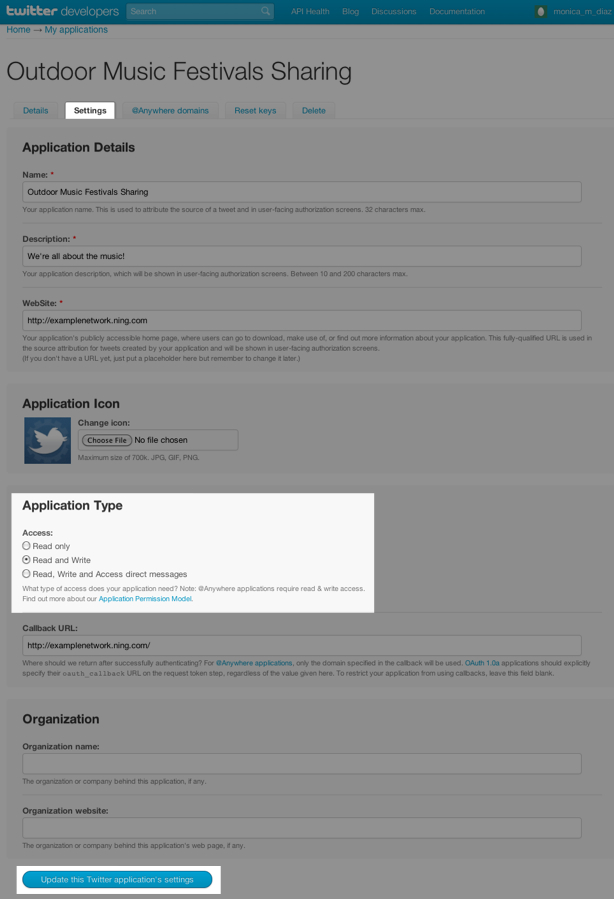 twitter developers Search API Health Blog Discussions Documentation monica_m_diaz
Home → My applications
Outdoor Music Festivals Sharing
Details Settings @Anywhere domains Reset keys Delete
Application Details
Name: *
Outdoor Music Festivals Sharing
Your application name. This is used to attribute the source of a tweet and in user-facing authorization screens. 32 characters max.
Description: *
We're all about the music!
Your application description, which will be shown in user-facing authorization screens. Between 10 and 200 characters max.
WebSite: *
http://examplenetwork.ning.com
Your application's publicly accessible home page, where users can go to download, make use of, or find out more information about your application. This fully-qualified URL is used in
the source attribution for tweets created by your application and will be shown in user-facing authorization screens.
(If you don't have a URL yet, just put a placeholder here but remember to change it later.)
Application Icon
Change icon:
Choose File No file chosen
Maximum size of 700k. JPG, GIF, PNG.
Application Type
Access:
Read only
Read and Write
Read, Write and Access direct messages
What type of access does your application need? Note: @Anywhere applications require read & write access.
Find out more about our Application Permission Model.
Callback URL:
http://examplenetwork.ning.com/
Where should we return after successfully authenticating? For @Anywhere applications, only the domain specified in the callback will be used. OAuth 1.0a applications should explicitly
specify their oauth_callback URL on the request token step, regardless of the value given here. To restrict your application from using callbacks, leave this field blank.
Organization
Organization name:
The organization or company behind this application, if any.
Organization website:
The organization or company behind this application's web page, if any.
Update this Twitter application's settings